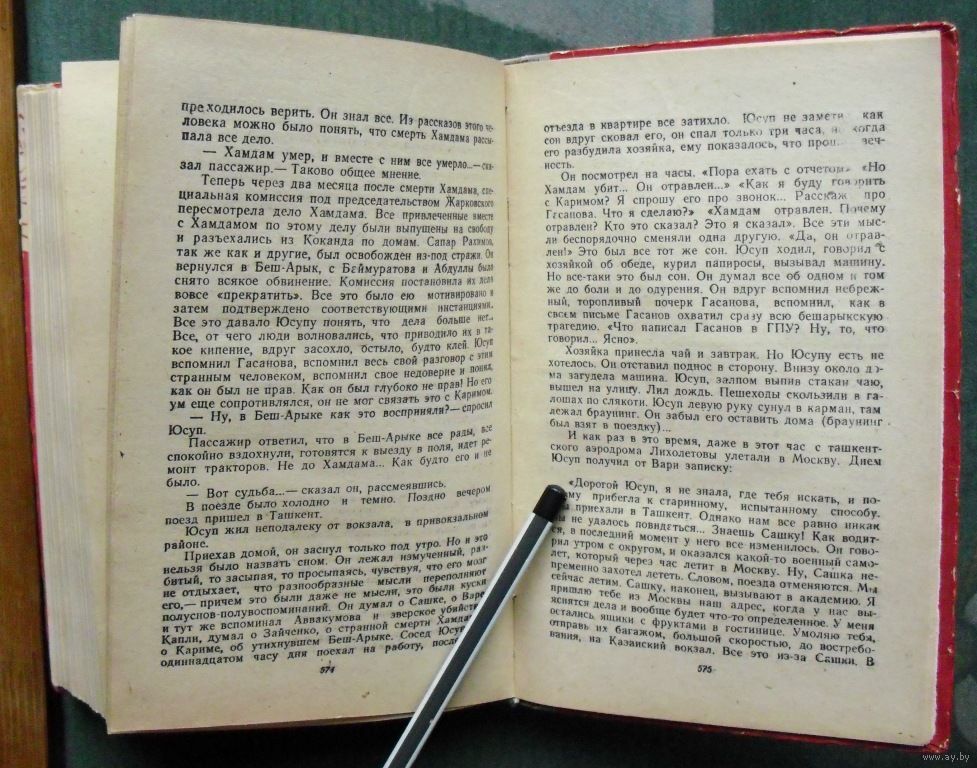 преходилось верить. Он знал все. Из рассказов этого че-
ловека можно было понять, что смерть Хамдама рассы-
пала все дело.
— Хамдам умер, и вместе с ним все умерло...— ска-
зал пассажир.— Таково общее мнение.
Теперь через два месяца после смерти Хамдама, спе-
циальная комиссия под председательством Жарковского
пересмотрела дело Хамдама. Все привлеченные вместе
с Хамдамом по этому делу были выпущены на свободу
и разъехались из Коканда по домам. Сапар Рахимов,
так же как и другие, был освобожден из-под стражи. Он
вернулся в Беш-Арык, с Беймуратова и Абдуллы было
снято всякое обвинение. Комиссия постановила их дела
вовсе «прекратить». Все это было ею мотивировано и
затем подтверждено соответствующими инстанциями.
Все это давало Юсупу понять, что дела больше нет...
Все, от чего люди волновались, что приводило их в та-
кое кипение, вдруг засохло, остыло, будто клей. Юсуп
вспомнил Гасанова, вспомнил весь свой разговор с этим
странным человеком, вспомнил свое недоверие и понял,
как он был не прав. Как он был глубоко не прав! Но его
ум еще сопротивлялся, он не мог связать это с Каримом.
— Ну, в Беш-Арыке как это восприняли?— спросил
Юсуп.
Пассажир ответил, что в Беш-Арыке все рады, все
спокойно вздохнули, готовятся к выезду в поля, идет ре-
монт тракторов. Не до Хамдама... Как будто его и не
было.
— Вот судьба...— сказал он, рассмеявшись.
В поезде было холодно и темно. Поздно вечером
поезд пришел в Ташкент.
Юсуп жил неподалеку от вокзала, в привокзальном
районе.
Приехав домой, он заснул только под утро. Но и это
нельзя было назвать сном. Он лежал измученный, раз-
битый, то засыпая, то просыпаясь, чувствуя, что его мозг
не отдыхает, что разнообразные мысли переполняют
его,— причем это были даже не мысли, это были куски
полуснов-полувоспоминаний. Он думал о Сашке, о Варе
и тут же вспоминал Аввакумова и зверское убийство
Капли, думал о Зайченко, о странной смерти Хамдама,
о Кариме, об утихнувшем Беш-Арыке. Сосед Юсупа в
одиннадцатом часу дня поехал на работу, после
574
отъезда в квартире все затихло. Юсуп не заметил как
сон вдруг сковал его, он спал только три часа, но когда
разбудила хозяйка, ему показалось, что веч-
ность.
Он посмотрел на часы. «Пора ехать с отчетом» «Но
Хамдам убит... Он отравлен...» «Как я буду говорить
с Каримом? Я спрошу его про звонок... Расскажу про
Гасанова. Что я сделаю?» «Хамдам отравлен. Почему
отравлен? Кто это сказал? Это я сказал». Все эти мыс-
ли беспорядочно сменяли одна другую. «Да, он отрав-
лен!» Это был все тот же сон. Юсуп ходил, говорил с
хозяйкой об обеде, курил папиросы, вызывал машину.
Но все-таки это был сон. Он думал все об одном и том
же до боли и до одурения. Он вдруг вспомнил небреж-
ный, торопливый почерк Гасанова, вспомнил, как в
своем письме Гасанов охватил сразу всю бешарыкскую
трагедию. «Что написал Гасанов в ГПУ? Ну, то, что
говорил... Ясно».
Хозяйка принесла чай и завтрак. Но Юсупу есть не
хотелось. Он отставил поднос в сторону. Внизу около до-
ма загудела машина. Юсуп, залпом выпив стакан чаю,
вышел на улицу. Лил дождь. Пешеходы скользили в га-
лошах по слякоти. Юсуп левую руку сунул в карман, там
лежал браунинг. Он забыл его оставить дома (браунинг
был взят в поездку)...
И как раз в это время, даже в этот час с ташкент-
ского аэродрома Лихолетовы улетали в Москву. Днем
Юсуп получил от Вари записку:
«Дорогой Юсуп, я не знала, где тебя искать, и по-
му прибегла к старинному, испытанному способу.
ы приехали в Ташкент. Однако нам все равно никак
ы не удалось повидеться... Знаешь Сашку! Как водит-
ся, в последний момент у него все изменилось. Он гово-
рил утром с округом, и оказался какой-то военный само-
лет, который через час летит в Москву. Ну, Сашка не-
пременно захотел лететь. Словом, поезда отменяются. Мы
сейчас летим. Сашку, наконец, вызывают в академию. Я
пришлю тебе из Москвы наш адрес, когда у нас вы-
яснятся дела и вообще будет что-то определенное. У меня
остались ящики с фруктами в гостинице. Умоляю тебя,
отправь их багажом, большой скоростью, до востребо-
вания, на Казанский вокзал. Все это из-за Сашки. В
575
www.ay.by